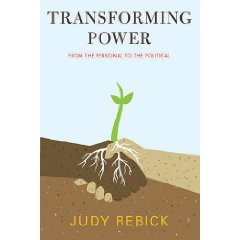 TRANSFORMING
POWER
FROM THE PERSONAL TO THE POLITICAL
JUDY REBICK